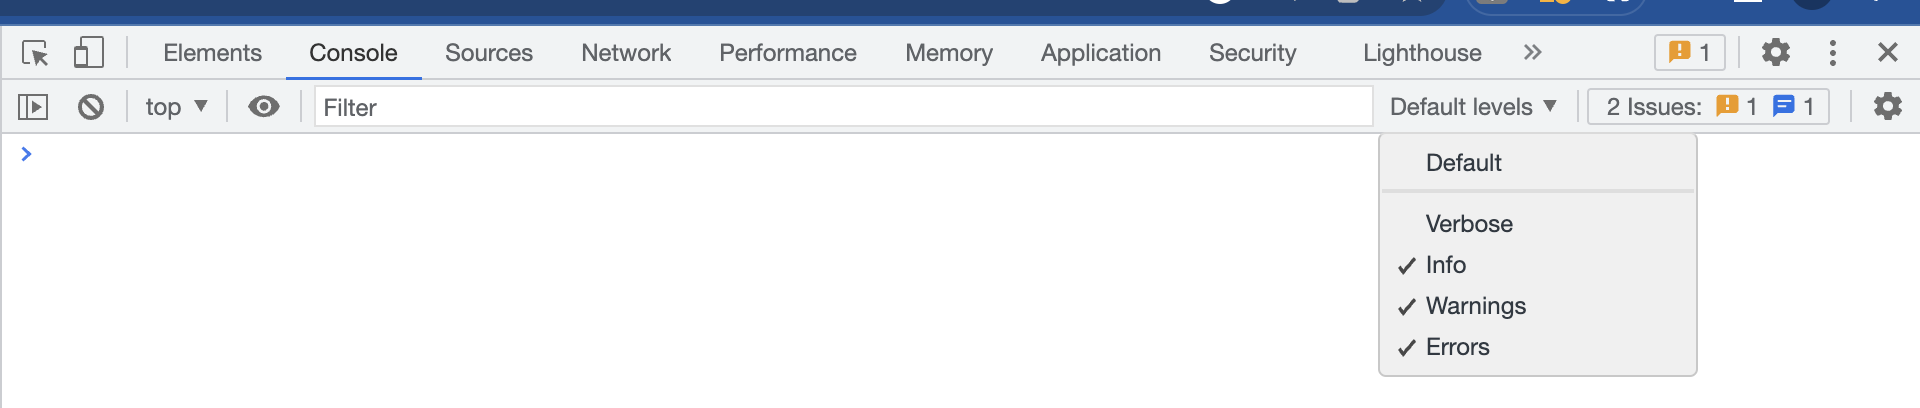 Elements Console Sources Network Performance Memory Application Security Lighthouse 1
top Filter Default levels 2 Issues: 1 1
Default
Verbose
Info
Warnings
Errors